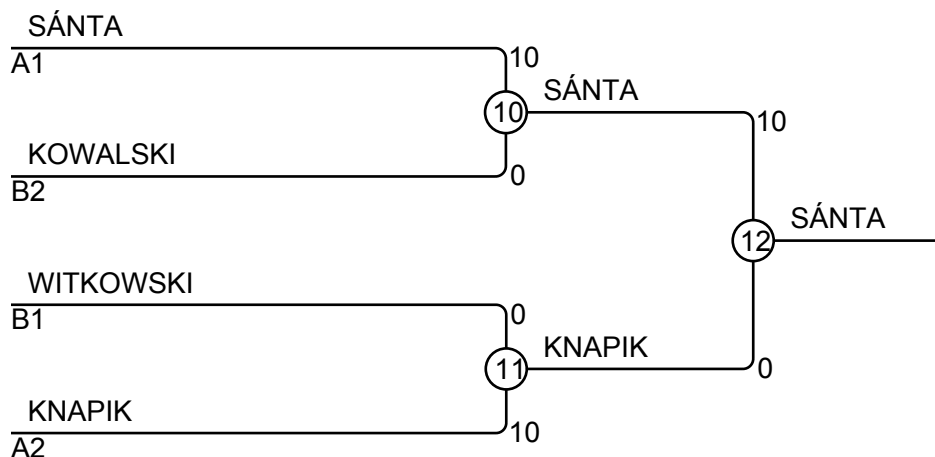 SÁNTA
A1
10
10
SÁNTA
10
KOWALSKI
B2
0
12
SÁNTA
WITKOWSKI
B1
0
11
KNAPIK
0
KNAPIK
A2
10